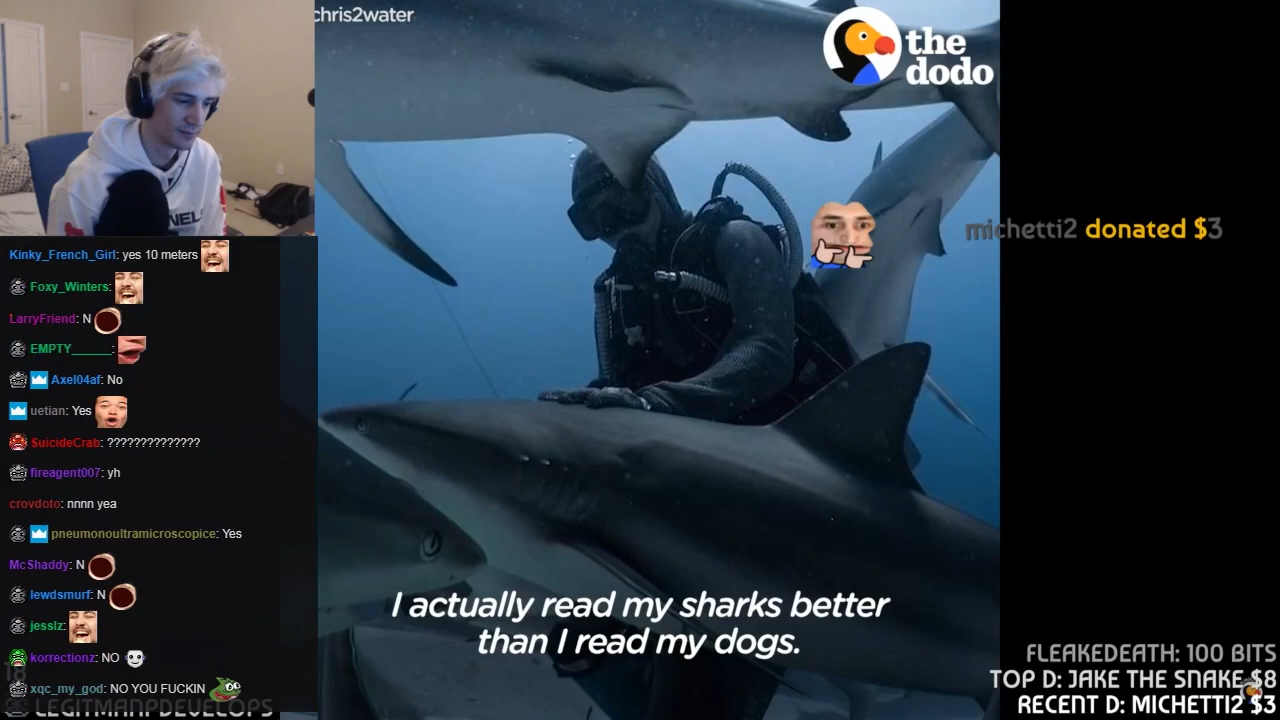 chris2water
the
dodo
michetti2 donated $3
Kinky_French_Girl: yes 10 meters
Foxy_Winters:
LarryFriend: N
EMPTY______:
Axel04af: No
uetian: Yes
SuicideCrab: ??????????????
fireagent007: yh
crovdoto: nnnn yea
pneumonoultramicroscopice: Yes
McShaddy: N
lewdsmurf: N
jesslz:
korrectionz: NO
xqc_my_god: NO YOU FUCKIN
LEGITMANPDEVELOPS
I actually read my sharks better
than I read my dogs.
FLEAKEDEATH: 100 BITS
TOP D: JAKE THE SNAKE $8
RECENT D: MICHETTI2 $3